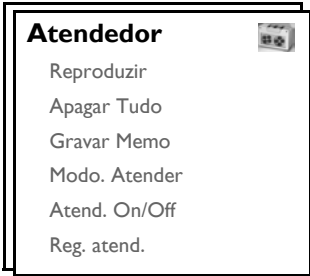 Atendedor
Reproduzir
Apagar Tudo
Gravar Memo
Modo. Atender
Atend. On/Off
Reg. atend.